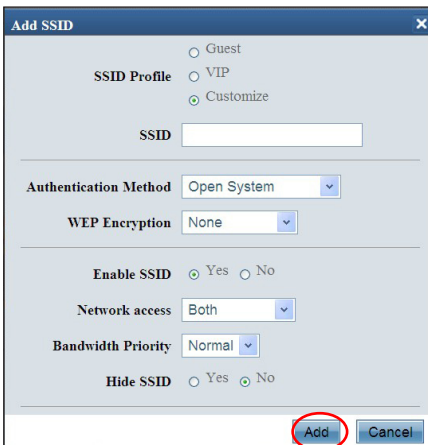 Add SSID
Guest
SSID Profile VIP
Customize
SSID
Authentication Method Open System
WEP Encryption None
Enable SSID Yes No
Network access Both
Bandwidth Priority Normal
Hide SSID Yes No
Add Cancel